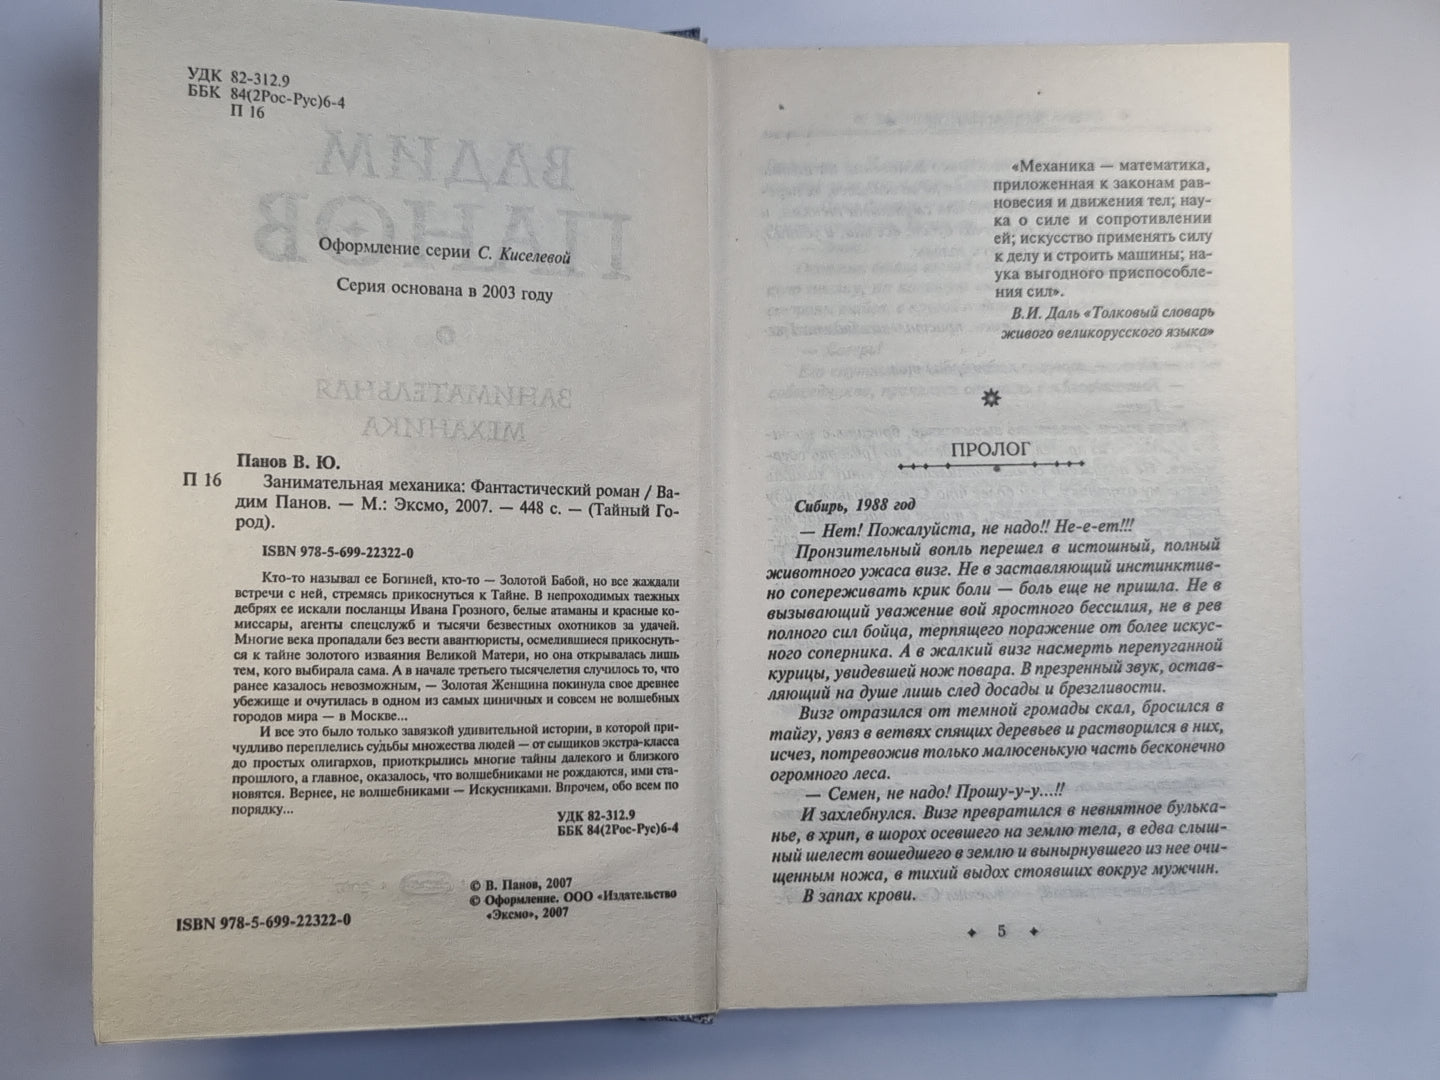 УДК 82-312.9
ББК 84(2Рос-Рус)6-4
П 16
Оформление серии С. Киселевой
Серия основана в 2003 году
Панов В. Ю.
П 16 Занимательная механика: Фантастический роман / Ва-
дим Панов. — М.: Эксмо, 2007. — 448 с. — (Тайный Го-
род).
ISBN 978-5-699-22322-0
Кто-то называл ее Богиней, кто-то — Золотой Бабой, но все жаждали
встречи с ней, стремясь прикоснуться к Тайне. В непроходимых таежных
дебрях ее искали посланцы Ивана Грозного, белые атаманы и красные ко-
миссары, агенты спецслужб и тысячи безвестных охотников за удачей.
Многие века пропадали без вести авантюристы, осмелившиеся прикоснуть-
ся к тайне золотого изваяния Великой Матери, но она открывалась лишь
тем, кого выбирала сама. А в начале третьего тысячелетия случилось то, что
ранее казалось невозможным, — Золотая Женщина покинула свое древнее
убежище и очутилась в одном из самых циничных и совсем не волшебных
городов мира — в Москве...
И все это было только завязкой удивительной истории, в которой при-
чудливо переплелись судьбы множества людей — от сыщиков экстра-класса
до простых олигархов, приоткрылись многие тайны далекого и близкого
прошлого, а главное, оказалось, что волшебниками не рождаются, ими ста-
новятся. Вернее, не волшебниками — Искусниками. Впрочем, обо всем по
порядку...
УДК 82-312.9
ББК 84(2Рос-Рус)6-4
© В. Панов, 2007
© Оформление. ООО «Издательство
«Эксмо», 2007
ISBN 978-5-699-22322-0
«Механика — математика,
приложенная к законам рав-
новесия и движения тел; нау-
ка о силе и сопротивлении
ей; искусство применять силу
к делу и строить машины; на-
ука выгодного приспособле-
ния сил».
В.И. Даль «Толковый словарь
живого великорусского языка»
ПРОЛОГ
Сибирь, 1988 год
— Нет! Пожалуйста, не надо!! Не-е-ет!!!
Пронзительный вопль перешел в истошный, полный
животного ужаса визг. Не в заставляющий инстинктив-
но сопереживать крик боли — боль еще не пришла. Не в
вызывающий уважение вой яростного бессилия, не в рев
полного сил бойца, терпящего поражение от более искус-
ного соперника. А в жалкий визг насмерть перепуганной
курицы, увидевшей нож повара. В презренный звук, остав-
ляющий на душе лишь след досады и брезгливости.
Визг отразился от темной громады скал, бросился в
тайгу, увяз в ветвях спящих деревьев и растворился в них,
исчез, потревожив только малюсенькую часть бесконечно
огромного леса.
— Семен, не надо! Прошу-у-у...!!
И захлебнулся. Визг превратился в невнятное булька-
нье, в хрип, в шорох осевшего на землю тела, в едва слыш-
ный шелест вошедшего в землю и вынырнувшего из нее очи-
щенным ножа, в тихий выдох стоявших вокруг мужчин.
В запах крови.
5